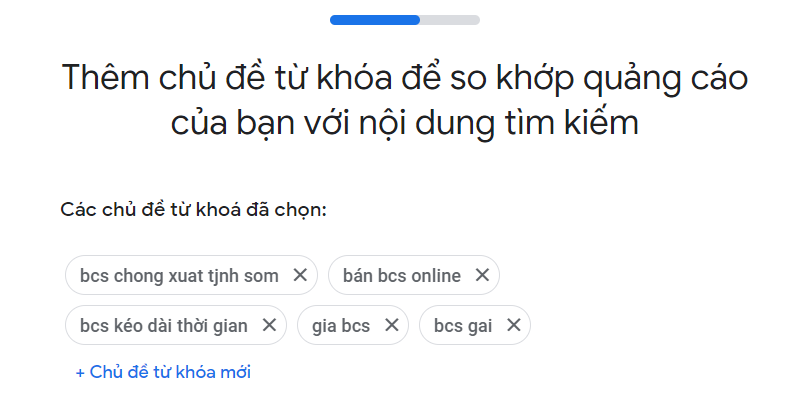 Thêm chủ đề từ khóa để so khớp quảng cáo
của bạn với nội dung tìm kiếm
Các chủ đề từ khoá đã chọn:
bcs chong xuat tjnh som × bán bcs online ×
bcs kéo dài thời gian × gia bcs × bcs gai ×
+ Chủ đề từ khóa mới